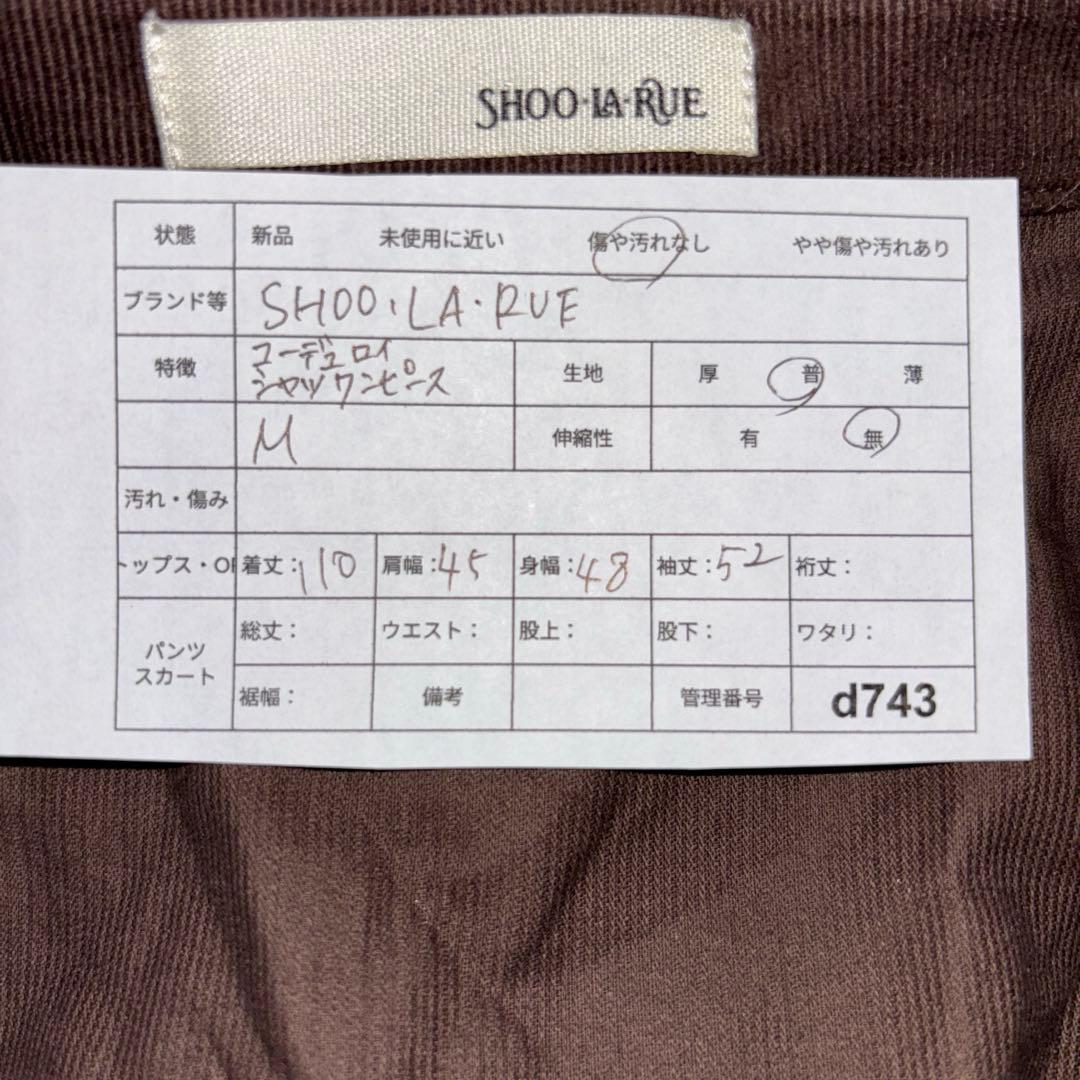 SHOO·LA·RUE
状態 新品 未使用に近い 傷や汚れなし やや傷や汚れあり
ブランド等 SHOO・LA・RUE
特徴 コーデュロイ
シャツワンピース
生地 厚 普 薄
M 伸縮性 有 無
汚れ・傷み
トップス・OP 着丈:110 肩幅:45 身幅:48 袖丈:52 裄丈:
パンツ
スカート
総丈: ウエスト: 股上: 股下: ワタリ:
裾幅: 備考 管理番号 d743